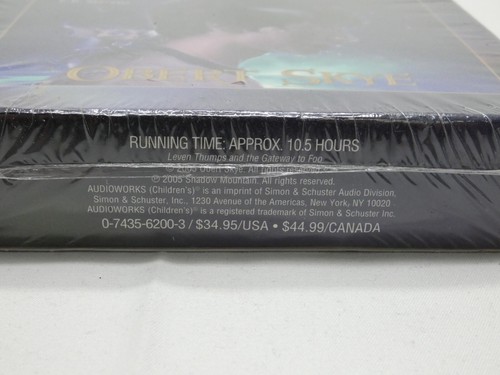 OBERT SKYE
RUNNING TIME: APPROX. 10.5 HOURS
Leven Thumps and the Gateway to Foo
© 2005 Obert Skye. All rights reserved.
℗ 2005 Shadow Mountain. All rights reserved.
AUDIOWORKS (Children's)® is an imprint of Simon & Schuster Audio Division,
Simon & Schuster, Inc., 1230 Avenue of the Americas, New York, NY 10020
AUDIOWORKS (Children's)® is a registered trademark of Simon & Schuster Inc.
0-7435-6200-3 / $34.95/USA • $44.99/CANADA